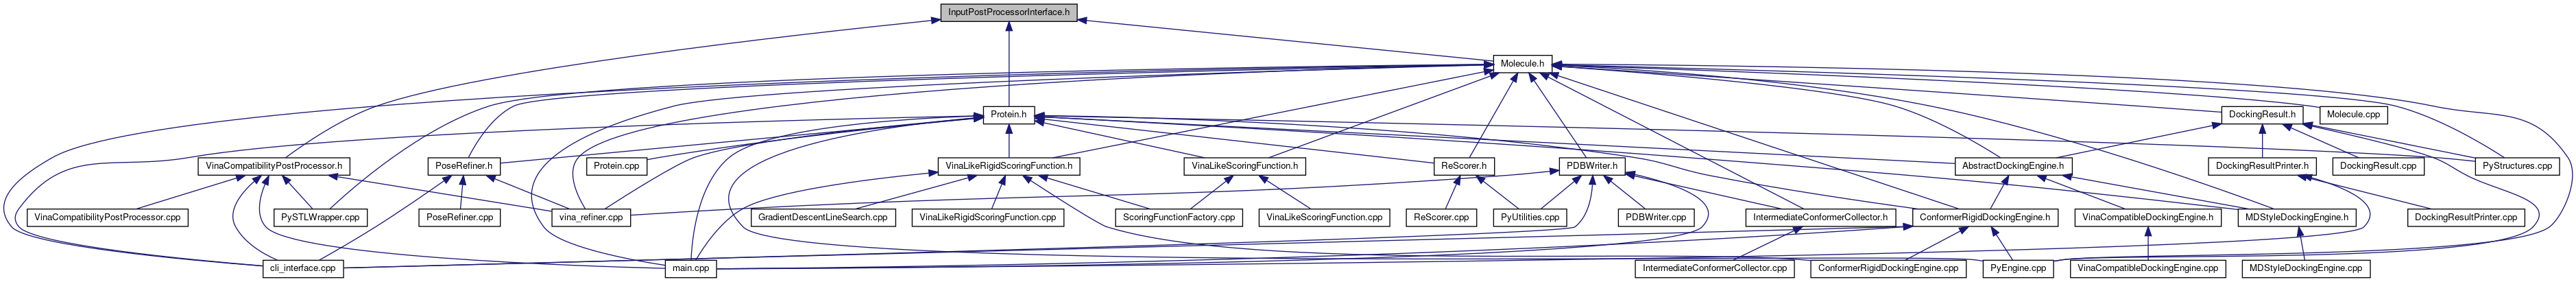 InputPostProcessorInterface.h
Molecule.h
Protein.h
DockingResult.h
Molecule.cpp
VinaCompatibilityPostProcessor.h
PoseRefiner.h
Protein.cpp
VinaLikeRigidScoringFunction.h
VinaLikeScoringFunction.h
ReScorer.h
PDBWriter.h
AbstractDockingEngine.h
DockingResultPrinter.h
DockingResult.cpp
PyStructures.cpp
VinaCompatibilityPostProcessor.cpp
PySTLWrapper.cpp
PoseRefiner.cpp
vina_refiner.cpp
GradientDescentLineSearch.cpp
VinaLikeRigidScoringFunction.cpp
ScoringFunctionFactory.cpp
VinaLikeScoringFunction.cpp
ReScorer.cpp
PyUtilities.cpp
PDBWriter.cpp
IntermediateConformerCollector.h
ConformerRigidDockingEngine.h
VinaCompatibleDockingEngine.h
MDStyleDockingEngine.h
DockingResultPrinter.cpp
cli_interface.cpp
main.cpp
IntermediateConformerCollector.cpp
ConformerRigidDockingEngine.cpp
PyEngine.cpp
VinaCompatibleDockingEngine.cpp
MDStyleDockingEngine.cpp